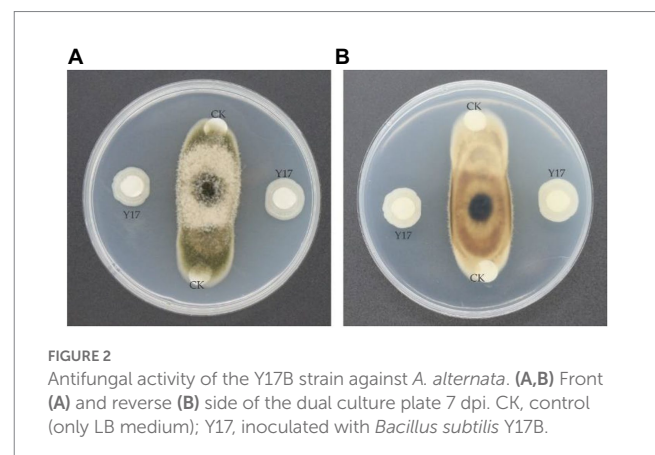 A
B
CK
Y17
Y17
CK
CK
Y17
Y17
CK
FIGURE 2
Antifungal activity of the Y17B strain against A. alternata. (A,B) Front
(A) and reverse (B) side of the dual culture plate 7 dpi. CK, control
(only LB medium); Y17, inoculated with Bacillus subtilis Y17B.